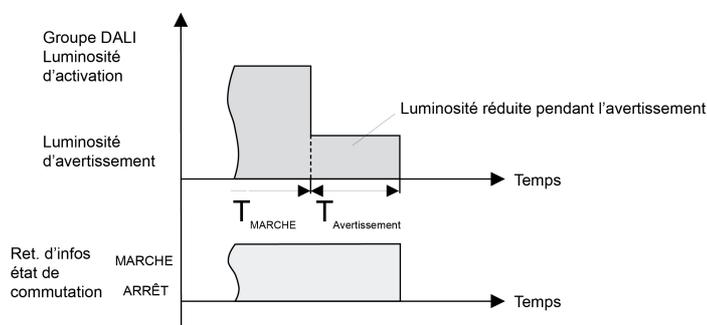 Groupe DALI
Luminosité
d'activation
Luminosité réduite pendant l'avertissement
Luminosité
d'avertissement
Temps
T MARCHE
T Avertissement
Ret. d'infos
état de
commutation
MARCHE
ARRÊT
Temps